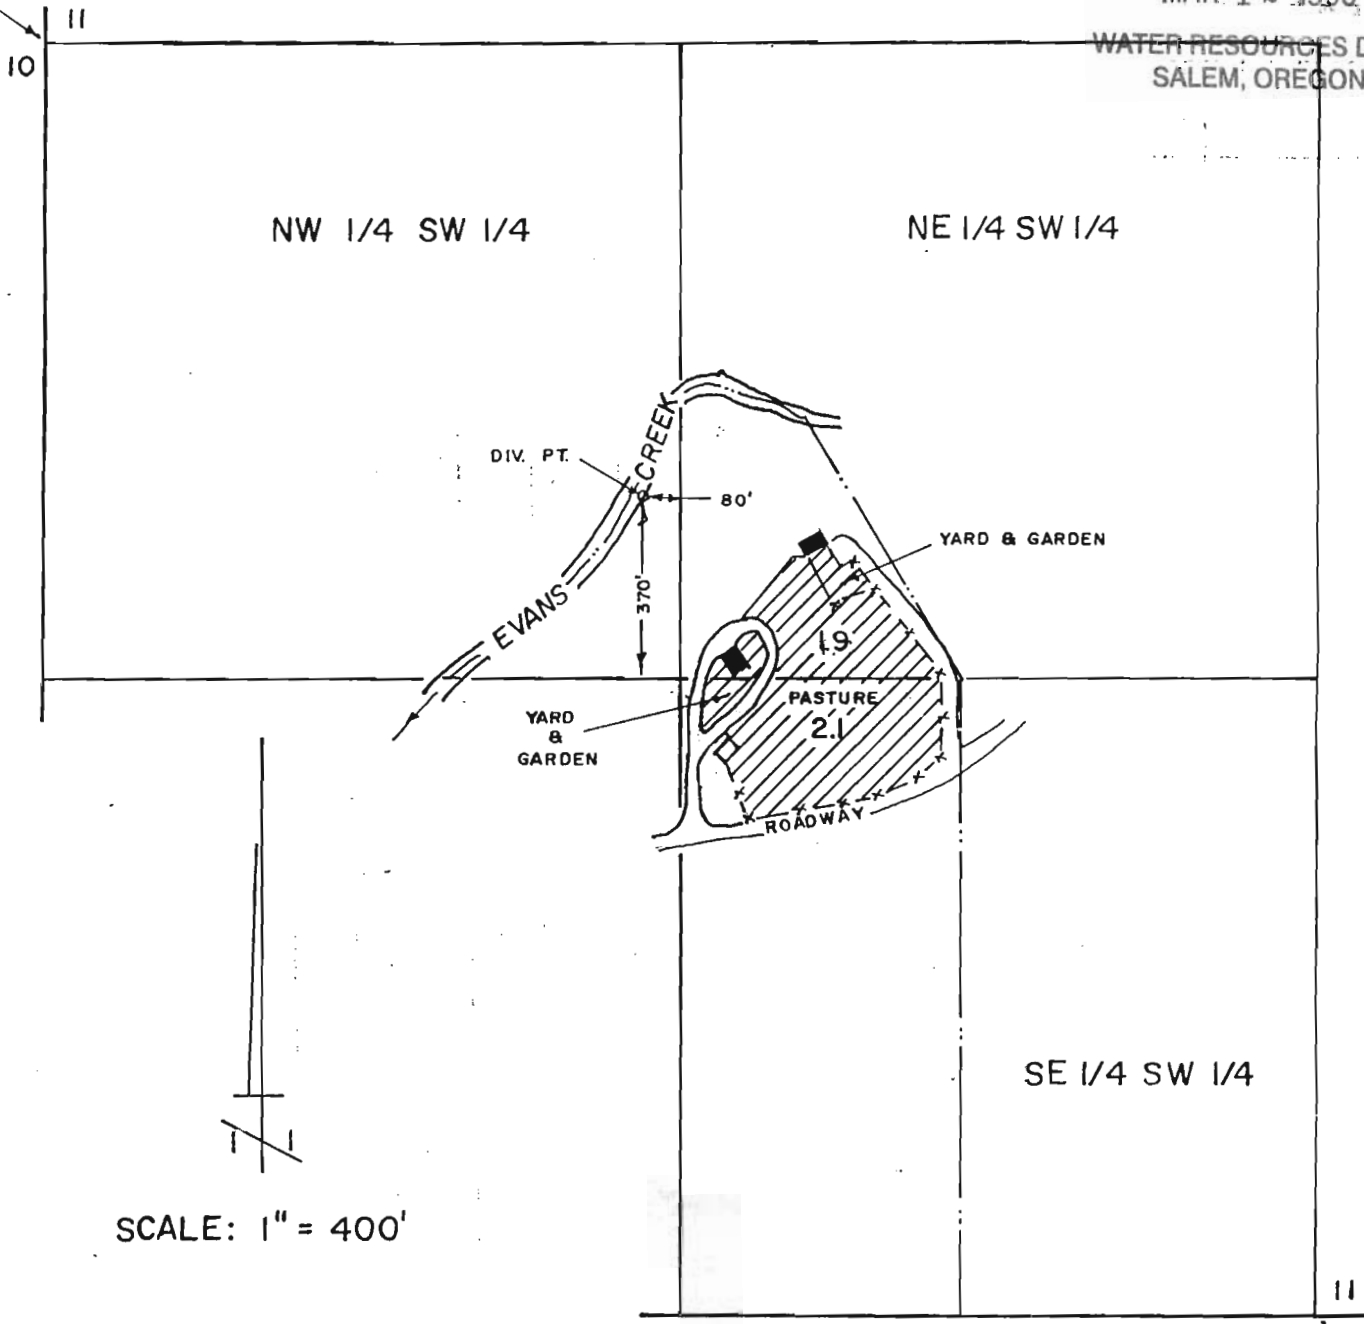 11
10
WATER RESOURCES D
SALEM, OREGON
NW 1/4 SW 1/4
NE 1/4 SW 1/4
CREEK
DIV. PT.
80'
YARD & GARDEN
370'
EVANS
1.9
PASTURE
2.1
YARD
&
GARDEN
ROADWAY
SE 1/4 SW 1/4
SCALE: 1" = 400'
11